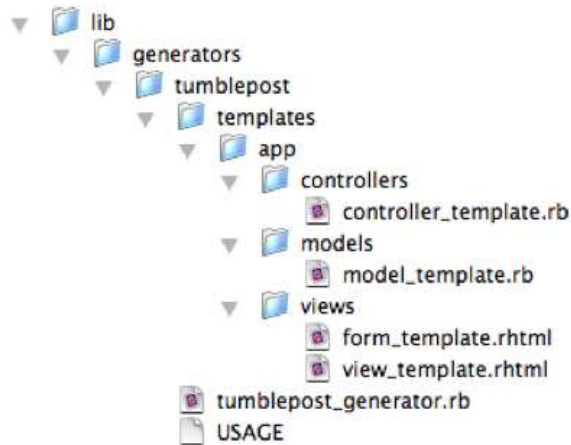 lib
generators
tumblepost
templates
app
controllers
controller_template.rb
models
model_template.rb
views
form_template.rhtml
view_template.rhtml
tumblepost_generator.rb
USAGE